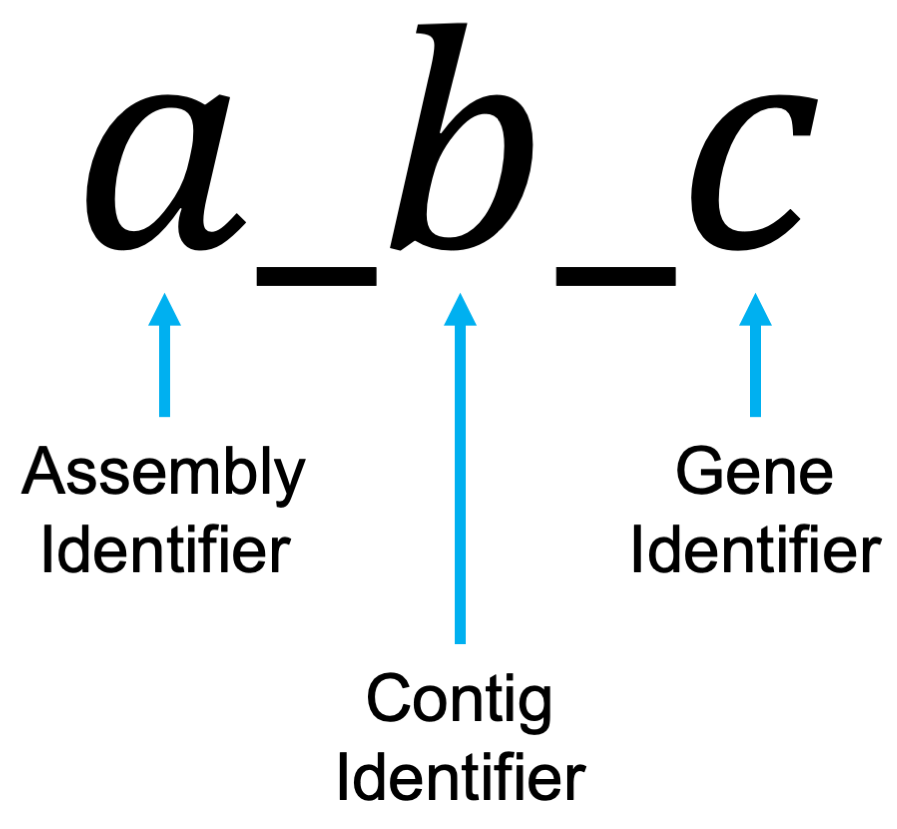 a_b_c
Assembly
Identifier
Gene
Identifier
Contig
Identifier